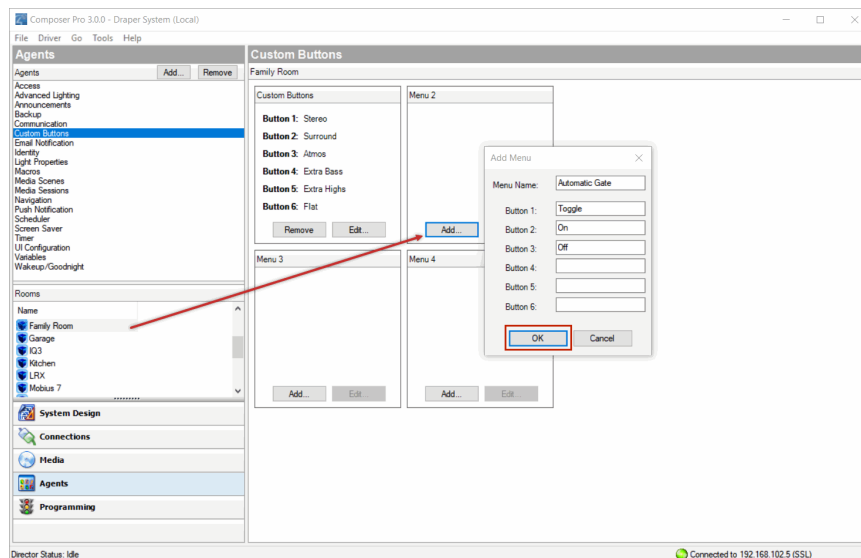 Composer Pro 3.0.0 - Draper System (Local)
File Driver Go Tools Help
Agents
Agents
Add...
Remove
Access
Advanced Lighting
Announcements
Backup
Communication
Custom Buttons
Email Notification
Identity
Light Properties
Macros
Media Scenes
Media Sessions
Navigation
Push Notification
Scheduler
Screen Saver
Timer
UI Configuration
Variables
Wakeup/Goodnight
Rooms
Name
Family Room
Garage
IQ3
Kitchen
LRX
Mobius 7
System Design
Connections
Media
Agents
Programming
Custom Buttons
Family Room
Custom Buttons
Button 1: Stereo
Button 2: Surround
Button 3: Atmos
Button 4: Extra Bass
Button 5: Extra Highs
Button 6: Flat
Remove
Edit...
Menu 2
Add...
Menu 3
Add...
Edit...
Menu 4
Add...
Edit...
Add Menu
Menu Name: Automatic Gate
Button 1: Toggle
Button 2: On
Button 3: Off
Button 4:
Button 5:
Button 6:
OK
Cancel
Director Status: Idle
Connected to 192.168.102.5 (SSL)